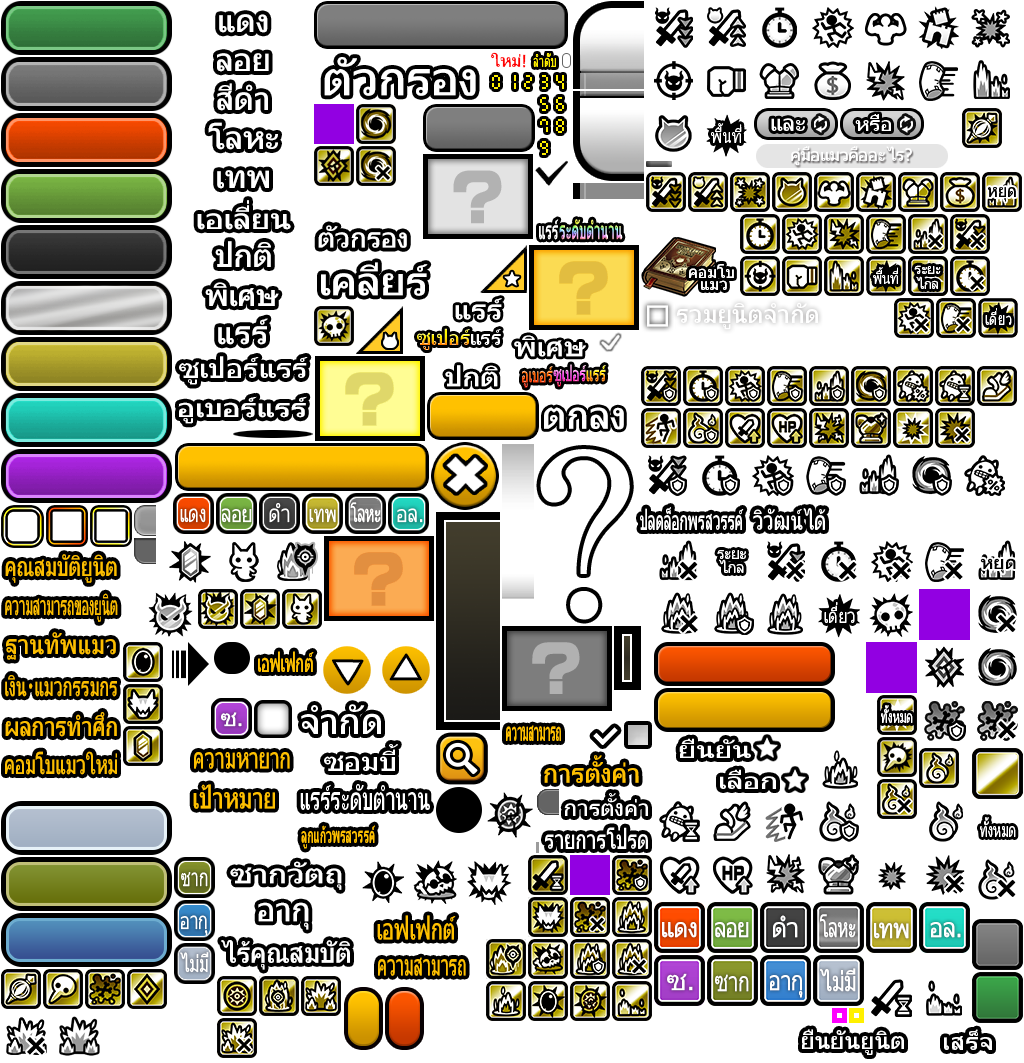 แดง
ลอย
สีดำ
โลหะ
เทพ
เอเลี่ยน
ปกติ
พิเศษ
แรร์
ซูเปอร์แรร์
อูเบอร์แรร์
ใหม่! ลำดับ
0 1 2 3 4
5 6
7 8
9
ตัวกรอง
?
แรร์ระดับตำนาน
ตัวกรอง
เคลียร์
?
แรร์
ซูเปอร์แรร์
พิเศษ
อูเบอร์ซูเปอร์แรร์
ปกติ
ตกลง
?
แดง
ลอย
ดำ
เทพ
โลหะ
อล.
?
?
?
และ
หรือ
พื้นที่
คู่มือแมวคืออะไร?
หยุด
คอมโบ
แมว
พื้นที่
ระยะ
ไกล
รวมยูนิตจำกัด
เดี่ยว
HP
ปลดล็อกพรสวรรค์
วิวัฒน์ได้
ระยะ
ไกล
หยุด
เดี่ยว
คุณสมบัติยูนิต
ความสามารถของยูนิต
ฐานทัพแมว
เงิน·แมวกรรมกร
ผลการทำศึก
คอมโบแมวใหม่
เอฟเฟกต์
ซ.
จำกัด
ความหายาก
ซอมบี้
เป้าหมาย
แรร์ระดับตำนาน
ลูกแก้วพรสวรรค์
ความสามารถ
การตั้งค่า
การตั้งค่า
รายการโปรด
ยืนยัน
เลือก
ทั้งหมด
ทั้งหมด
HP
ซาก
ซากวัตถุ
อากุ
อากุ
ไม่มี
ไร้คุณสมบัติ
เอฟเฟกต์
ความสามารถ
แดง
ลอย
ดำ
โลหะ
เทพ
อล.
ซ.
ซาก
อากุ
ไม่มี
ยืนยันยูนิต
เสร็จ